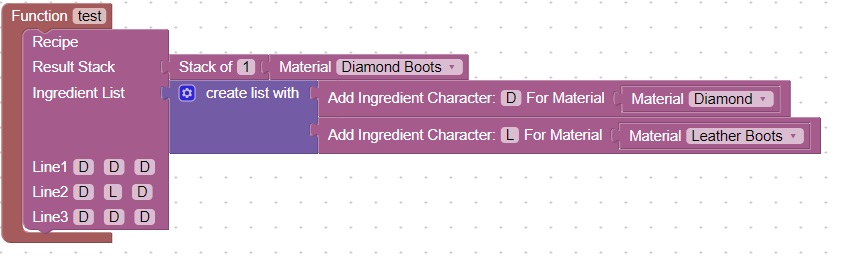 Function test
Recipe
Result Stack Stack of 1 Material Diamond Boots
Ingredient List create list with Add Ingredient Character: D For Material Material Diamond
Add Ingredient Character: L For Material Material Leather Boots
Line1 D D D
Line2 D L D
Line3 D D D